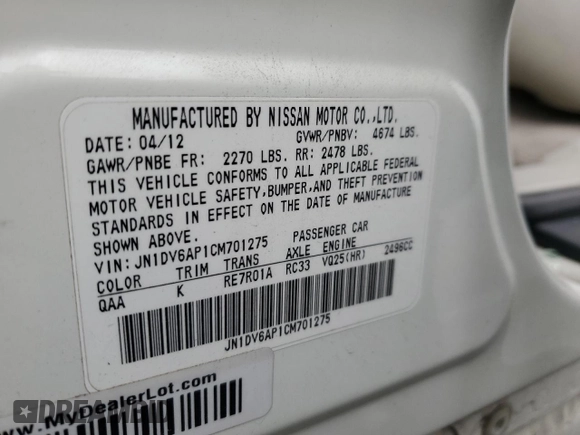 MANUFACTURED BY NISSAN MOTOR CO.,LTD.
DATE: 04/12 GVWR/PNBV: 4674 LBS.
GAWR/PNBE FR: 2270 LBS. RR: 2478 LBS.
THIS VEHICLE CONFORMS TO ALL APPLICABLE FEDERAL
MOTOR VEHICLE SAFETY,BUMPER,AND THEFT PREVENTION
STANDARDS IN EFFECT ON THE DATE OF MANUFACTURE
SHOWN ABOVE.
VIN: JN1DV6AP1CM701275 PASSENGER CAR
COLOR TRIM TRANS AXLE ENGINE
QAA K RE7R01A RC33 VQ25(HR) 2496CC
JN1DV6AP1CM701275
www.MyDealerLot.com
DREAMBID